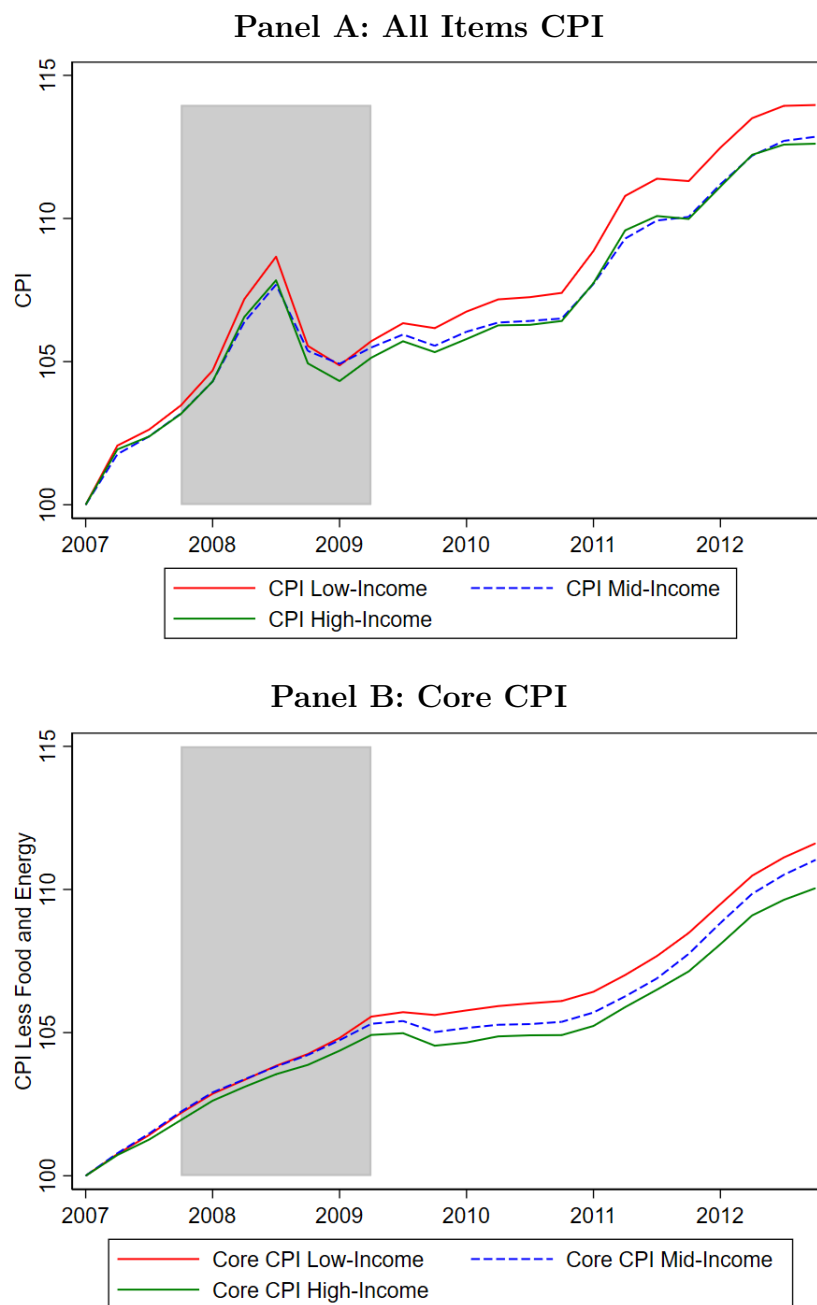 Panel A: All Items CPI
115
110
105
100
CPI
2007 2008 2009 2010 2011 2012
CPI Low-Income CPI Mid-Income
CPI High-Income
Panel B: Core CPI
115
110
105
100
CPI Less Food and Energy
2007 2008 2009 2010 2011 2012
Core CPI Low-Income Core CPI Mid-Income
Core CPI High-Income